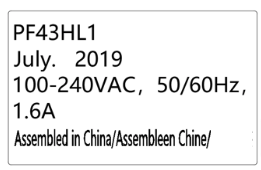 PF43HL1
July. 2019
100-240VAC, 50/60Hz,
1.6A
Assembled in China/Assembleen Chine/